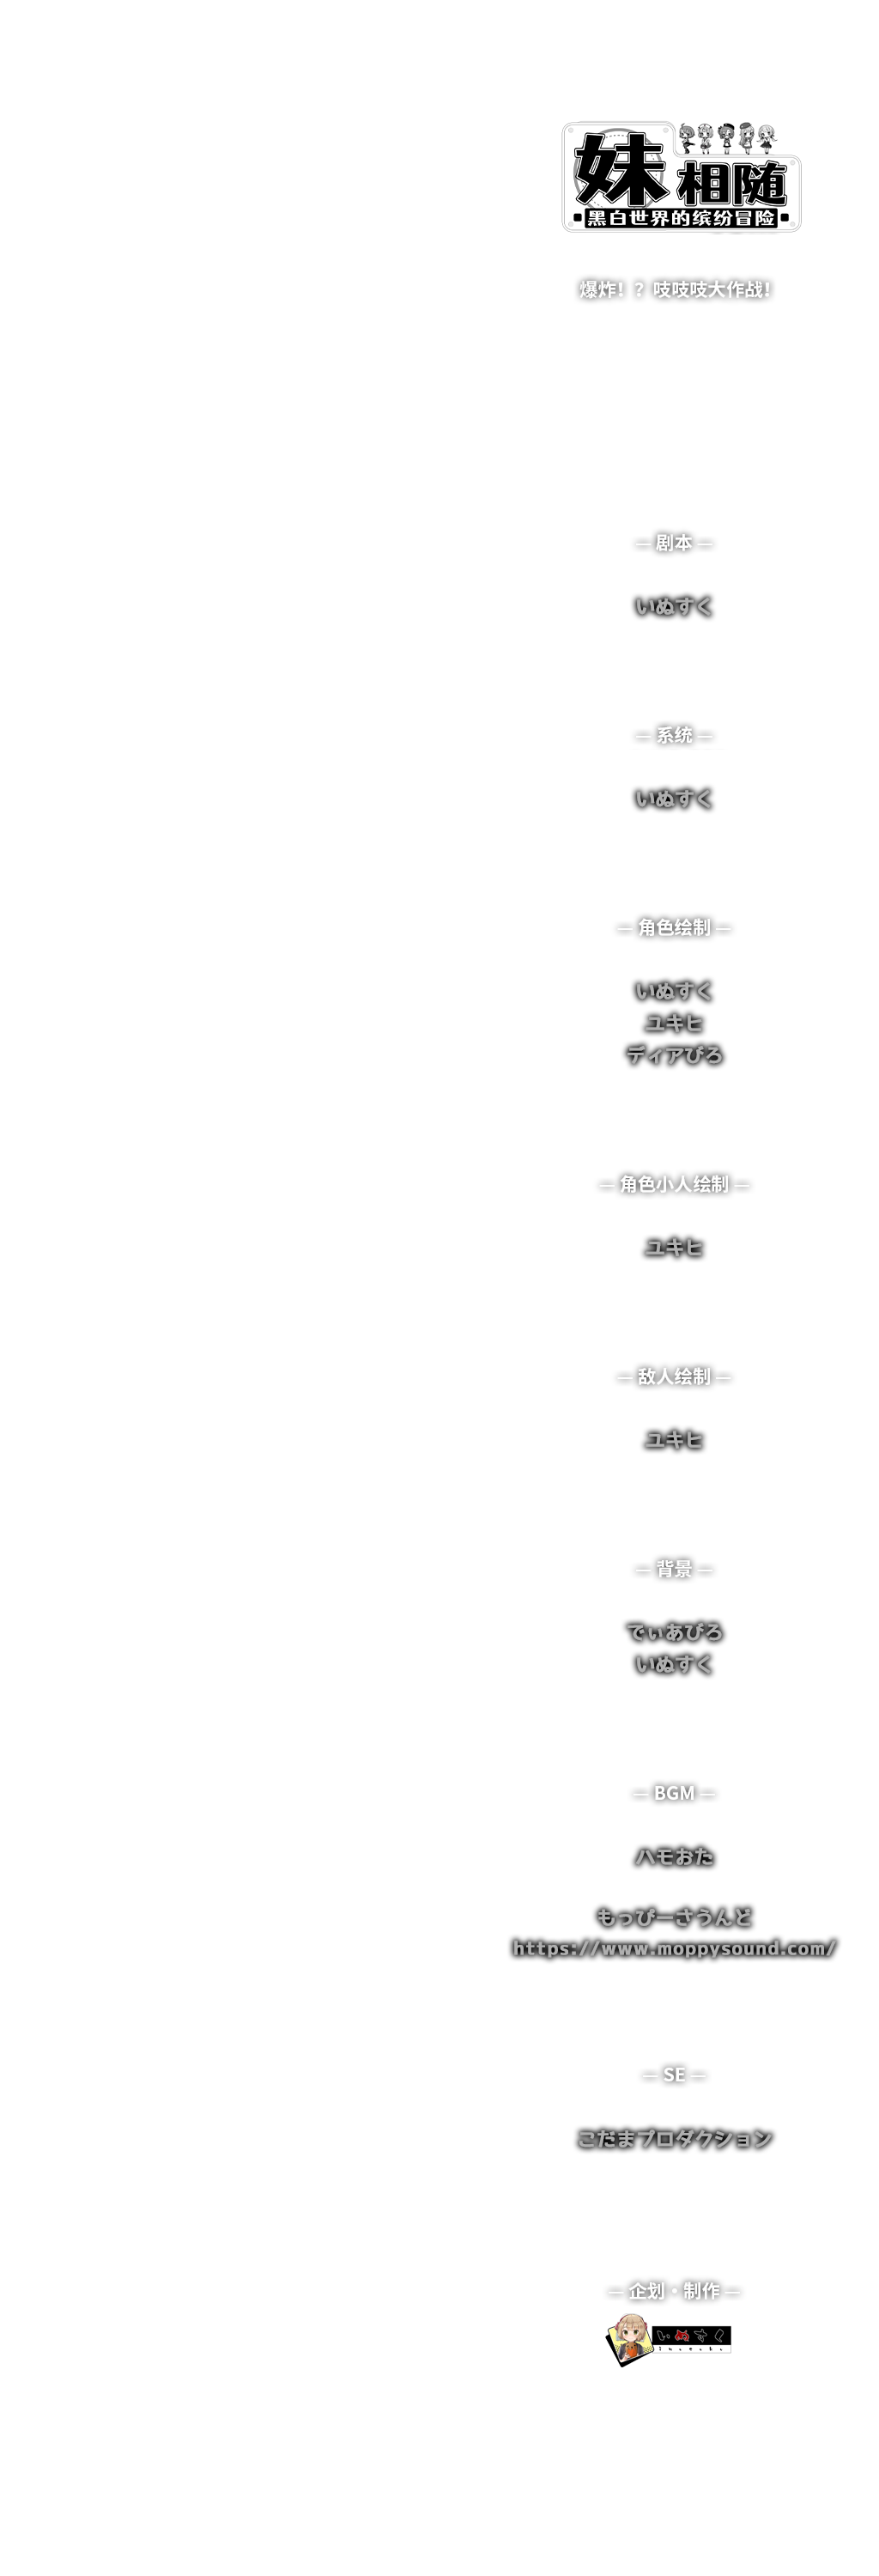 妹相随
黑白世界的缤纷冒险
爆炸！？吱吱吱大作战！
— 剧本 —
いぬすく
— 系统 —
いぬすく
— 角色绘制 —
いぬすく
ユキヒ
ディアびろ
— 角色小人绘制 —
ユキヒ
— 敌人绘制 —
ユキヒ
— 背景 —
でぃあびろ
いぬすく
— BGM —
ハモおた
もっぴーさうんど
https://www.moppysound.com/
— SE —
こだまプロダクション
— 企划・制作 —
いぬすく
Inusuku